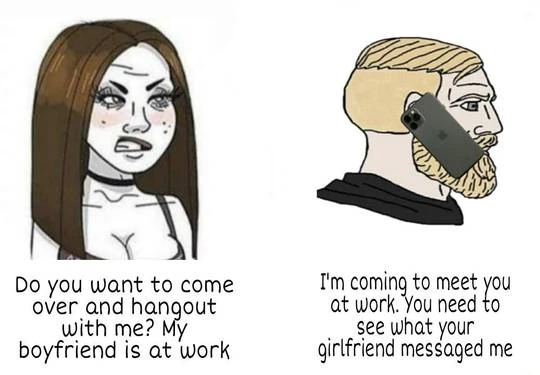 Do you want to come
over and hangout
with me? My
boyfriend is at work
I'm coming to meet you
at work. You need to
see what your
girlfriend messaged me